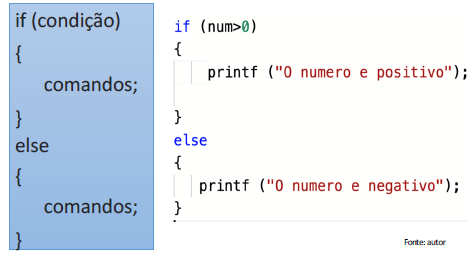 if (condição)
{
comandos;
}
else
{
comandos;
}
if (num>0)
{
printf ("O numero e positivo");
}
else
{
printf ("O numero e negativo");
}
Fonte: autor